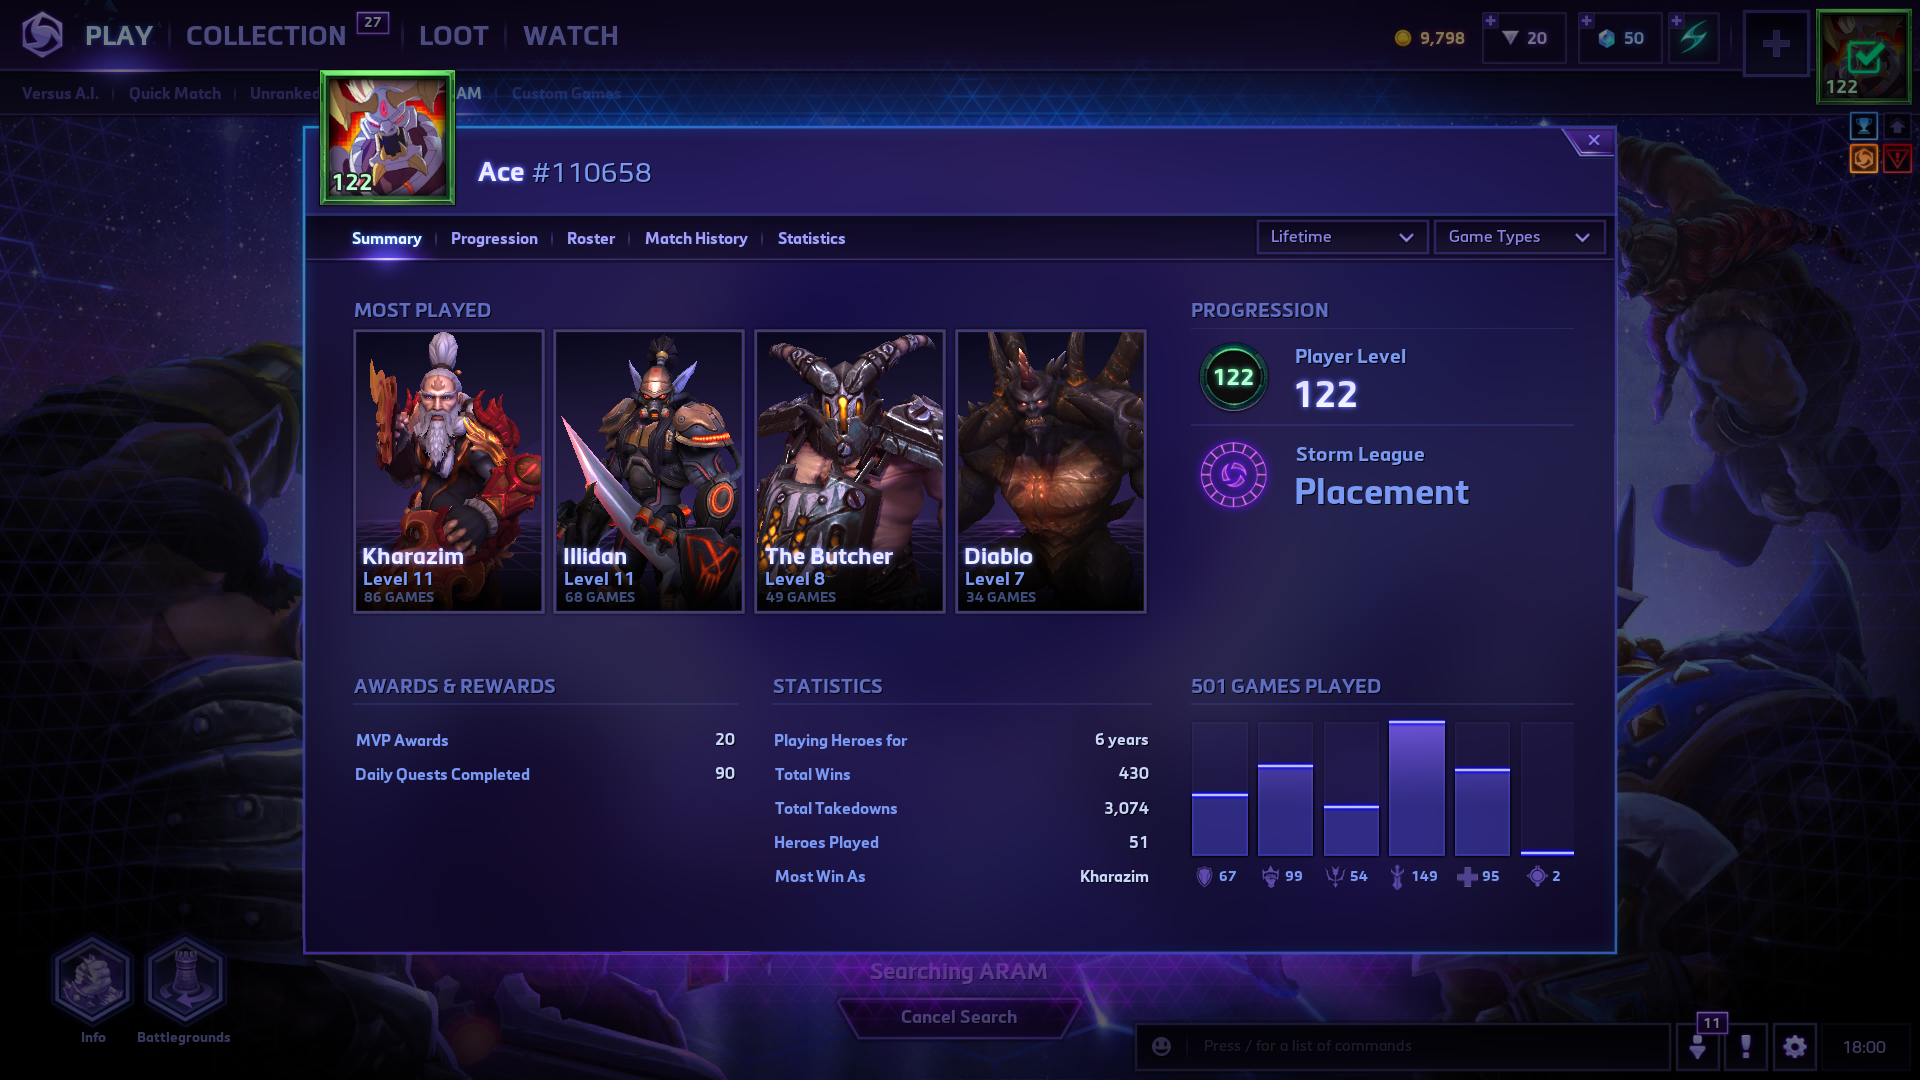 PLAY COLLECTION 27 LOOT WATCH
9,798 20 50
122
Versus A.I. Quick Match Unranked AM Custom Games
122
Ace #110658
Summary Progression Roster Match History Statistics
Lifetime Game Types
MOST PLAYED
Kharazim
Level 11
86 GAMES
Illidan
Level 11
68 GAMES
The Butcher
Level 8
49 GAMES
Diablo
Level 7
34 GAMES
PROGRESSION
122
Player Level
122
Storm League
Placement
AWARDS & REWARDS
MVP Awards 20
Daily Quests Completed 90
STATISTICS
Playing Heroes for 6 years
Total Wins 430
Total Takedowns 3,074
Heroes Played 51
Most Win As Kharazim
501 GAMES PLAYED
67 99 54 149 95 2
Searching ARAM
Cancel Search
Info Battlegrounds
Press / for a list of commands
11
18:00